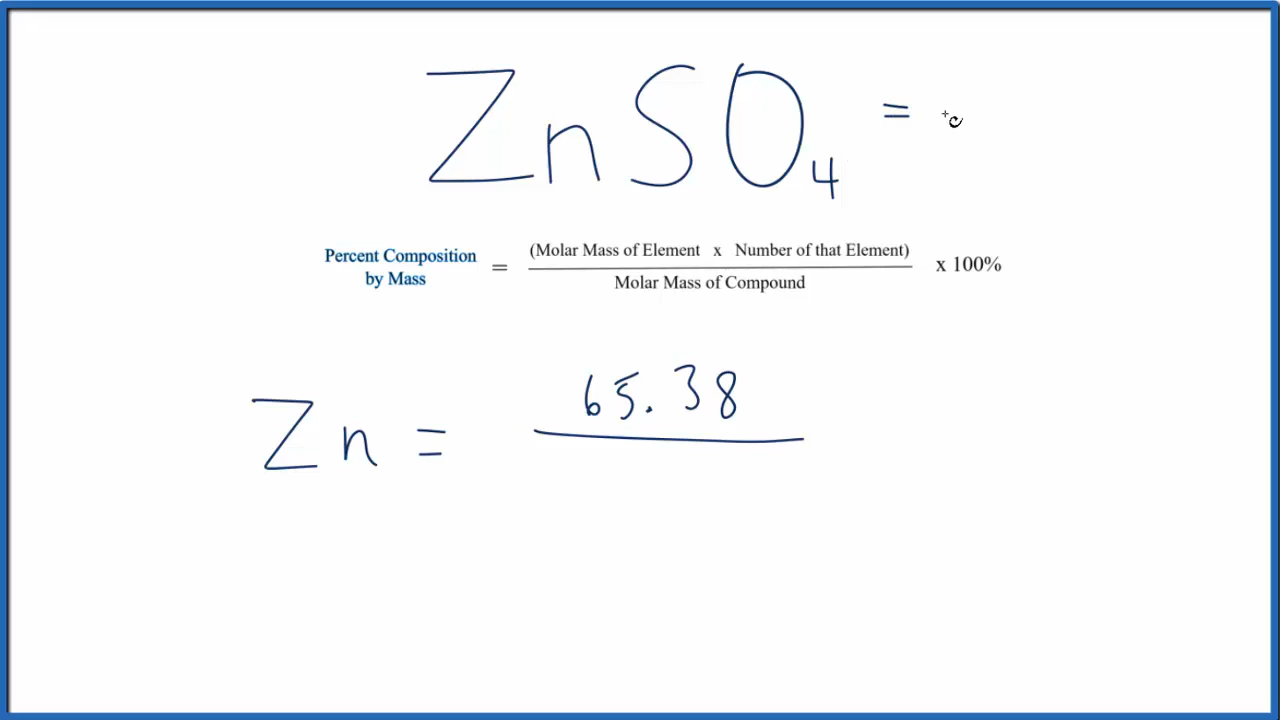 ZnSO₄ =
Percent Composition by Mass = (Molar Mass of Element x Number of that Element) / Molar Mass of Compound x 100%
Zn = 65.38